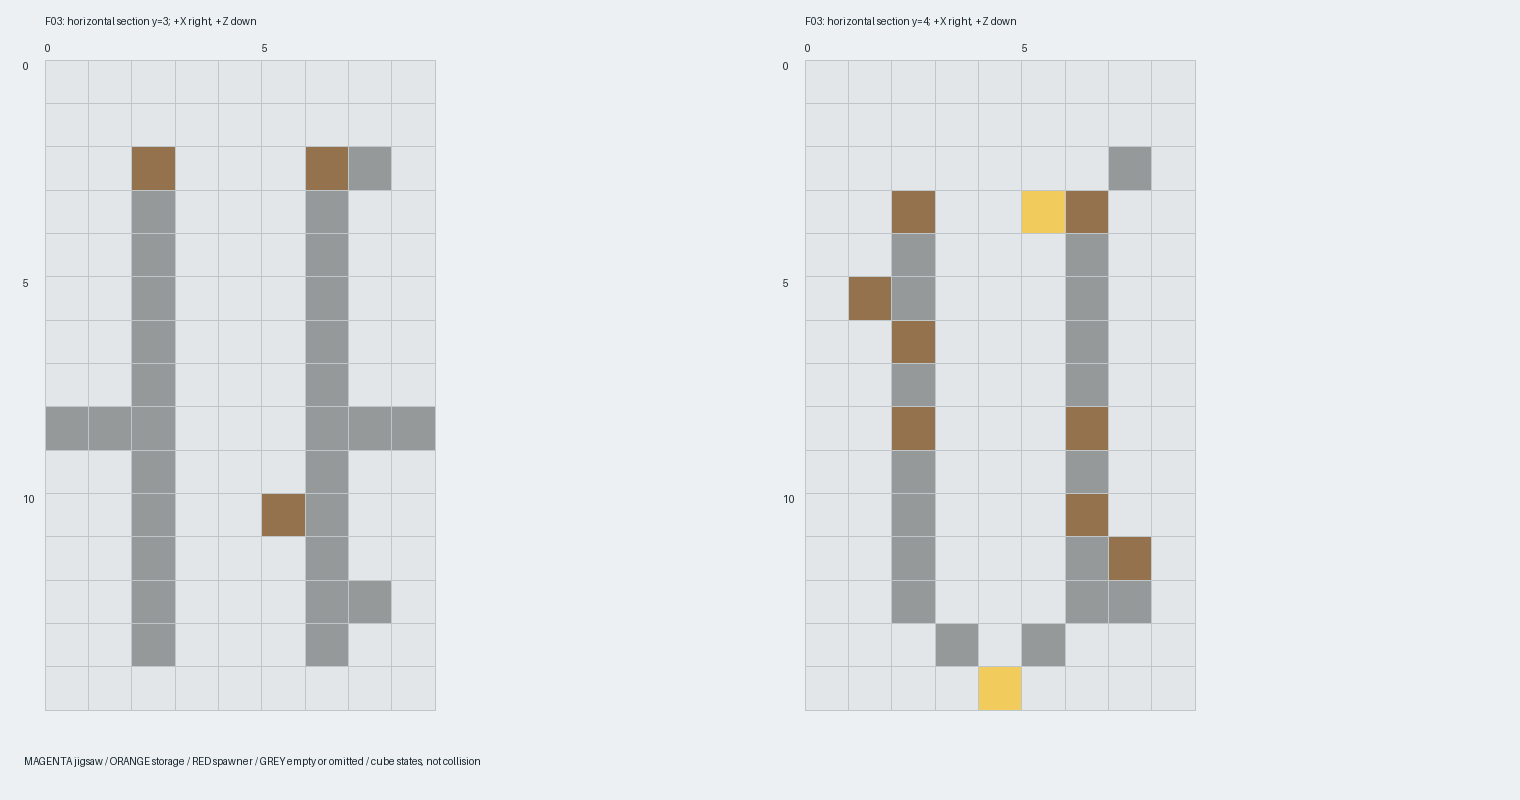 F03: horizontal section y=3; +X right, +Z down
F03: horizontal section y=4; +X right, +Z down
0 5
0 5
0
0
5
5
10
10
MAGENTA jigsaw / ORANGE storage / RED spawner / GREY empty or omitted / cube states, not collision